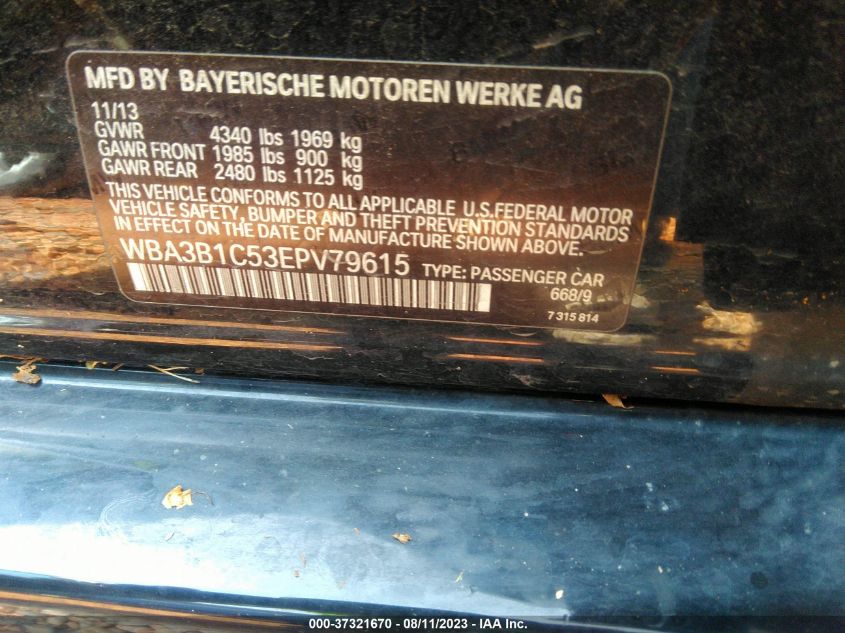 MFD BY BAYERISCHE MOTOREN WERKE AG
11/13
GVWR 4340 lbs 1969 kg
GAWR FRONT 1985 lbs 900 kg
GAWR REAR 2480 lbs 1125 kg
THIS VEHICLE CONFORMS TO ALL APPLICABLE U.S.FEDERAL MOTOR
VEHICLE SAFETY, BUMPER AND THEFT PREVENTION STANDARDS
IN EFFECT ON THE DATE OF MANUFACTURE SHOWN ABOVE.
WBA3B1C53EPV79615 TYPE: PASSENGER CAR
668/9
7 315 814
000-37321670 - 08/11/2023 - IAA Inc.